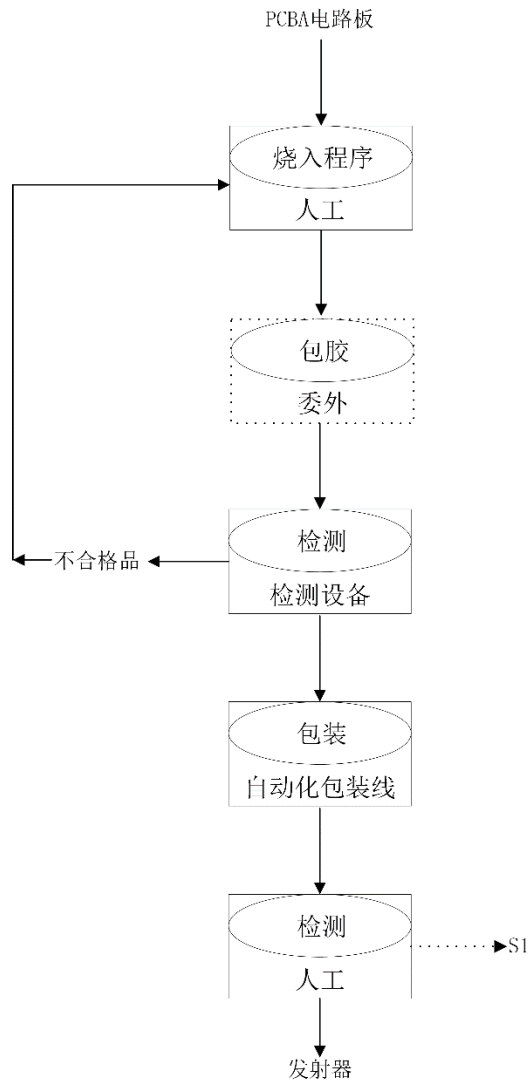 PCBA电路板
烧入程序
人工
包胶
委外
检测
不合格品
检测设备
包装
自动化包装线
检测
S1
人工
发射器